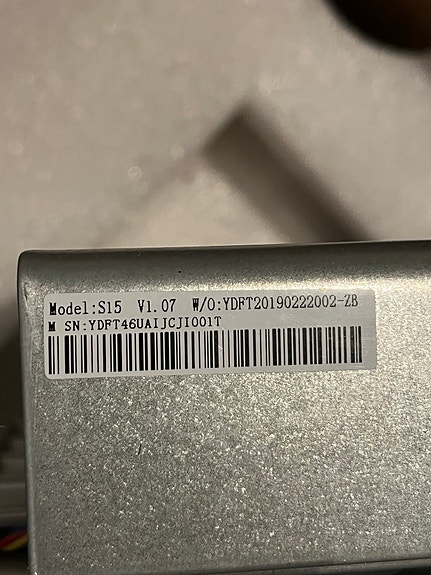 Model:S15 V1.07 W/O:YDFT20190222002-ZB
M SN:YDFT46UAIJCJI001T